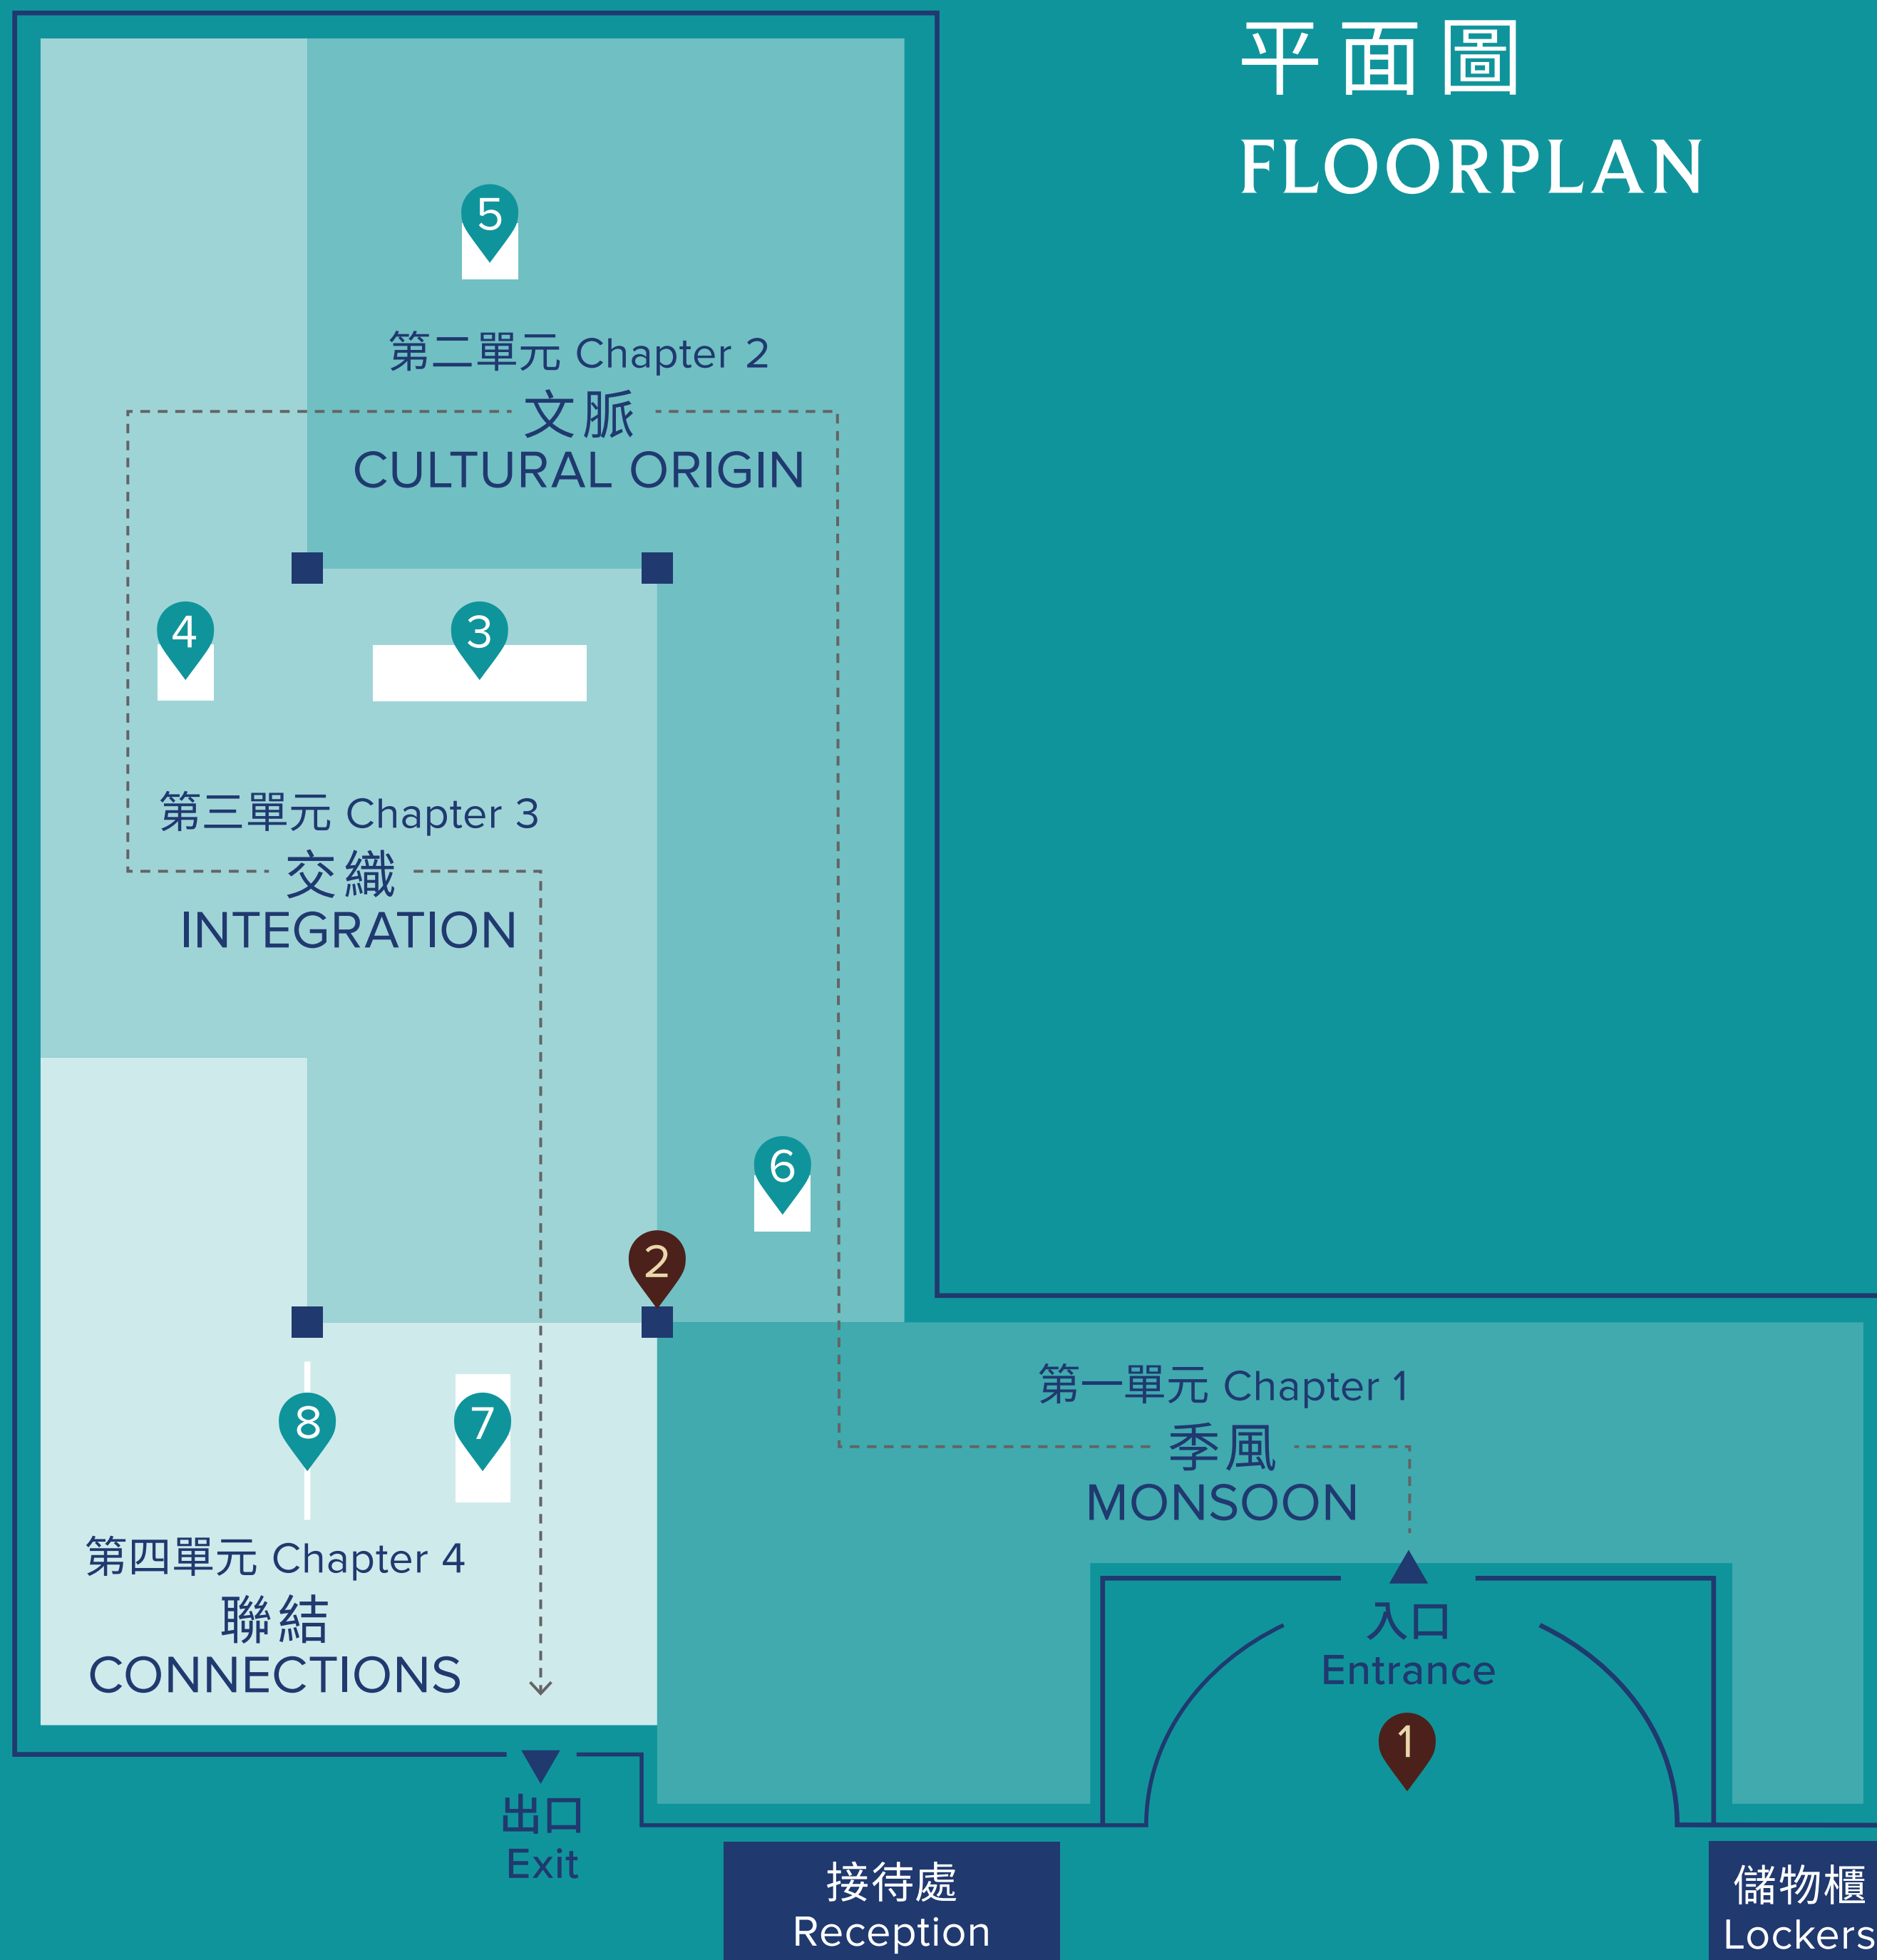 平面圖
FLOORPLAN
5
第二單元 Chapter 2
文脈
CULTURAL ORIGIN
4
3
第三單元 Chapter 3
交織
INTEGRATION
6
2
第一單元 Chapter 1
季風
MONSOON
8
7
第四單元 Chapter 4
聯結
CONNECTIONS
入口
Entrance
1
出口
Exit
接待處
Reception
儲物櫃
Lockers